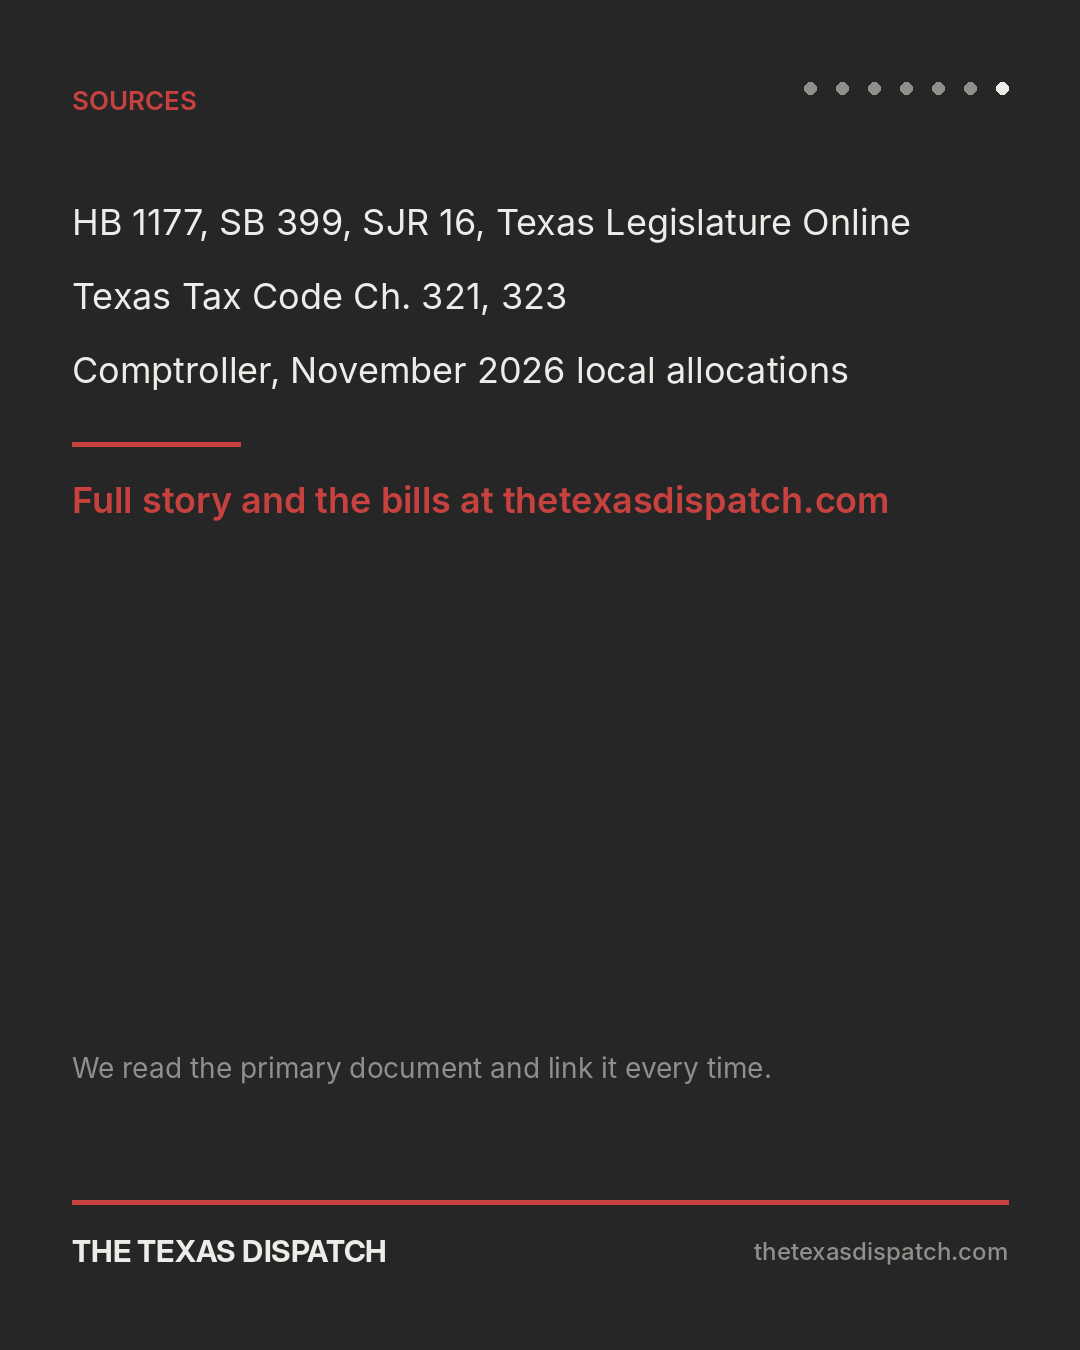 SOURCES
HB 1177, SB 399, SJR 16, Texas Legislature Online
Texas Tax Code Ch. 321, 323
Comptroller, November 2026 local allocations
Full story and the bills at thetexasdispatch.com
We read the primary document and link it every time.
THE TEXAS DISPATCH
thetexasdispatch.com